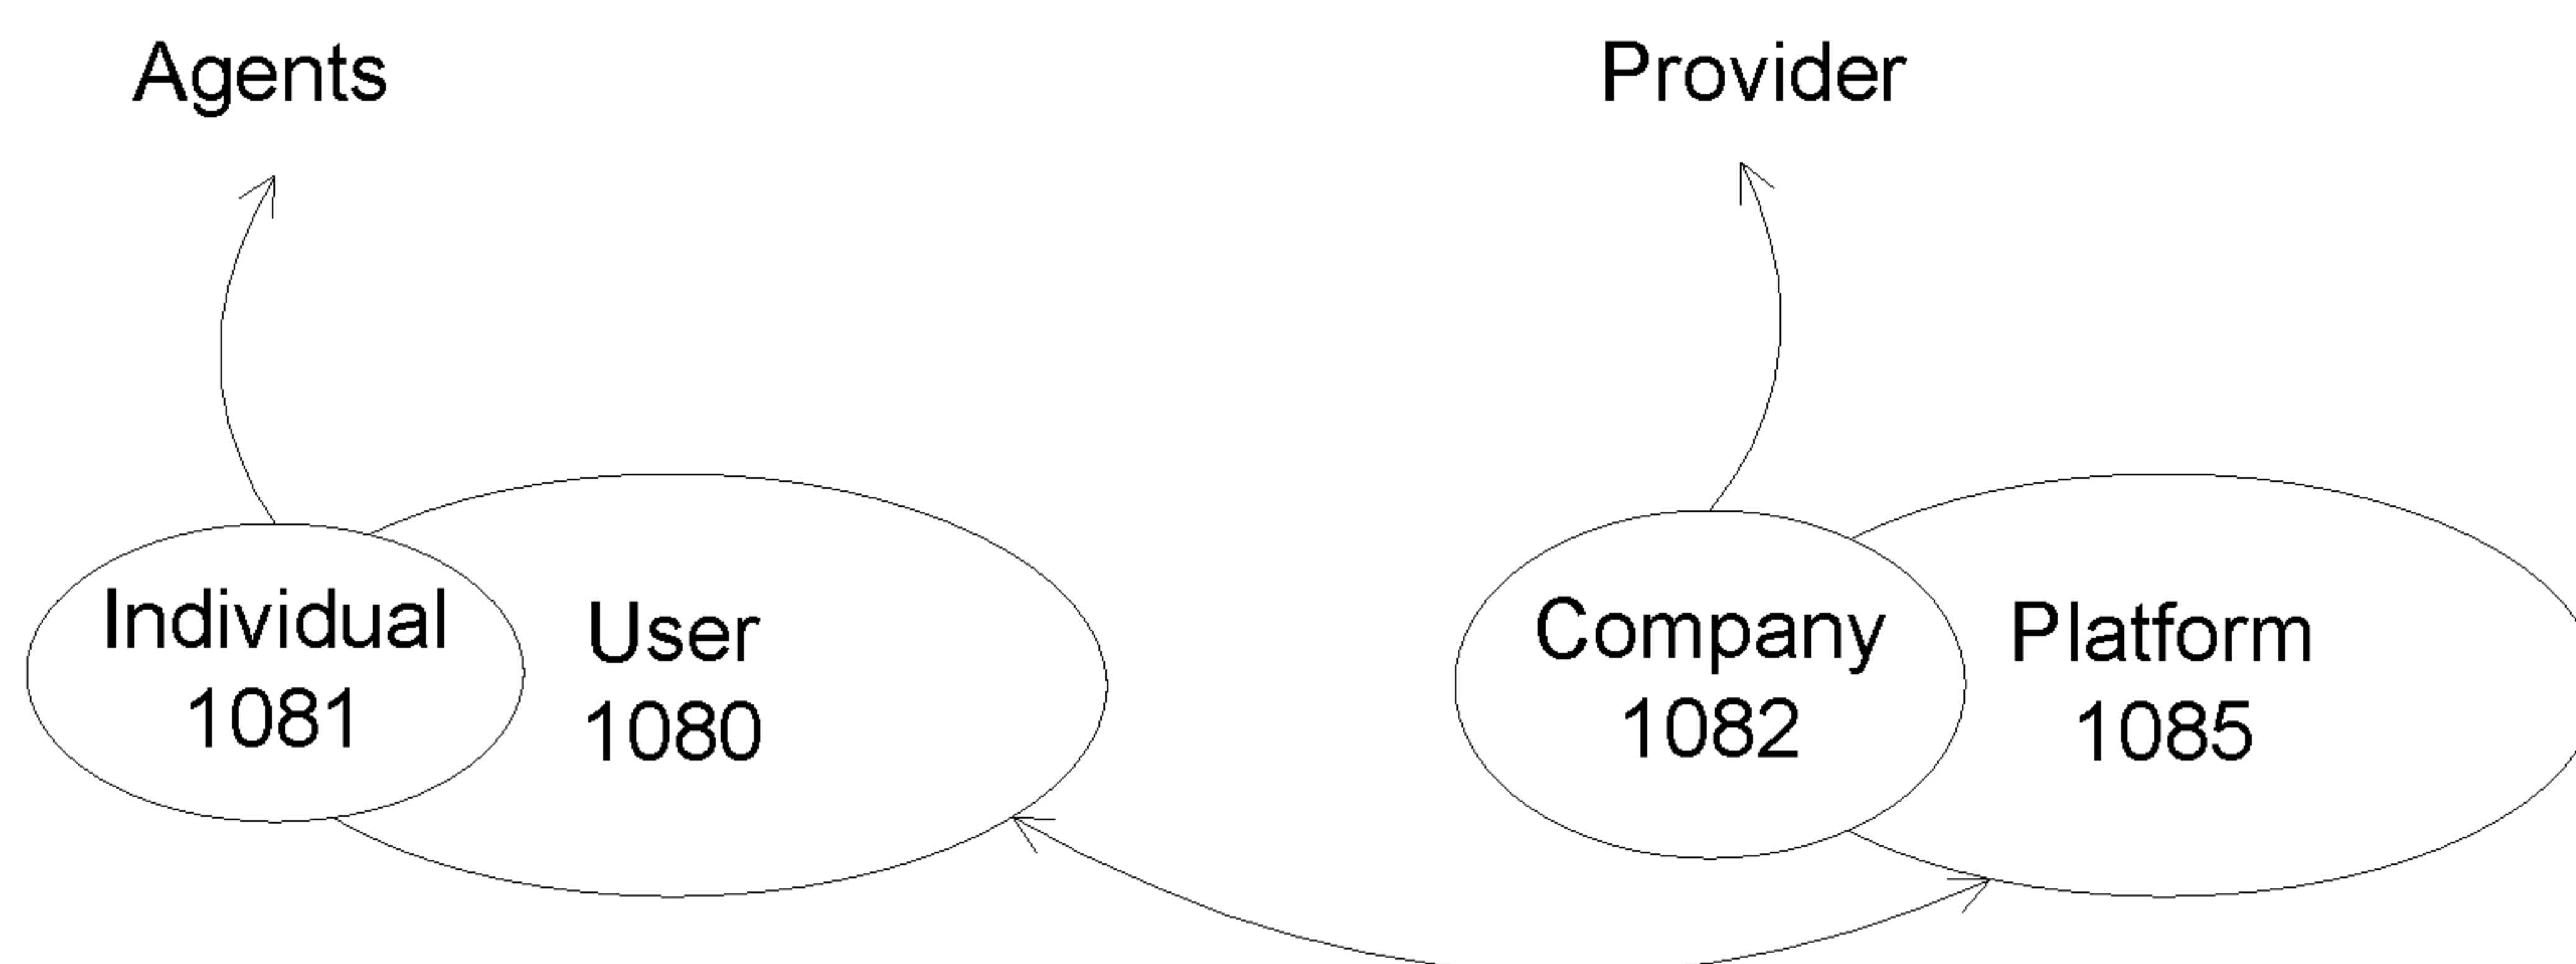 Agents
Provider
Individual
1081
User
1080
Company
1082
Platform
1085